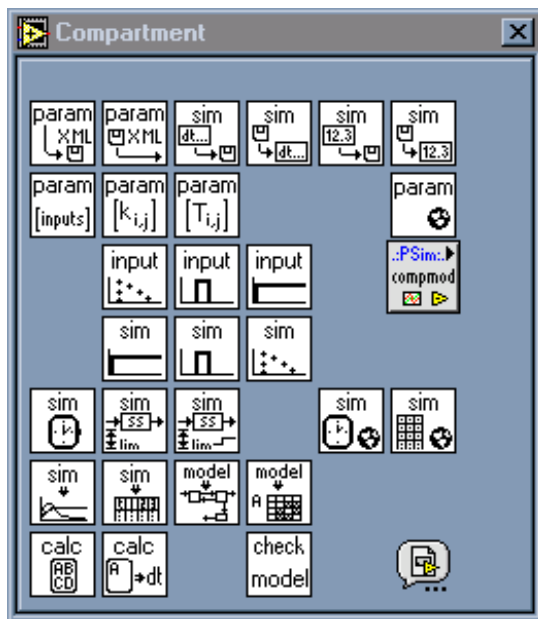 Compartment
param param sim sim sim sim
XML XML dt... 12.3
dt... 12.3
param param param param
[inputs] [k i,j] [T i,j]
.:PSim:.
input input input compmod
sim sim sim
sim sim sim sim sim
SS SS
lim lim
sim sim model model
123 A
calc calc check
AB A →dt
CD model
...